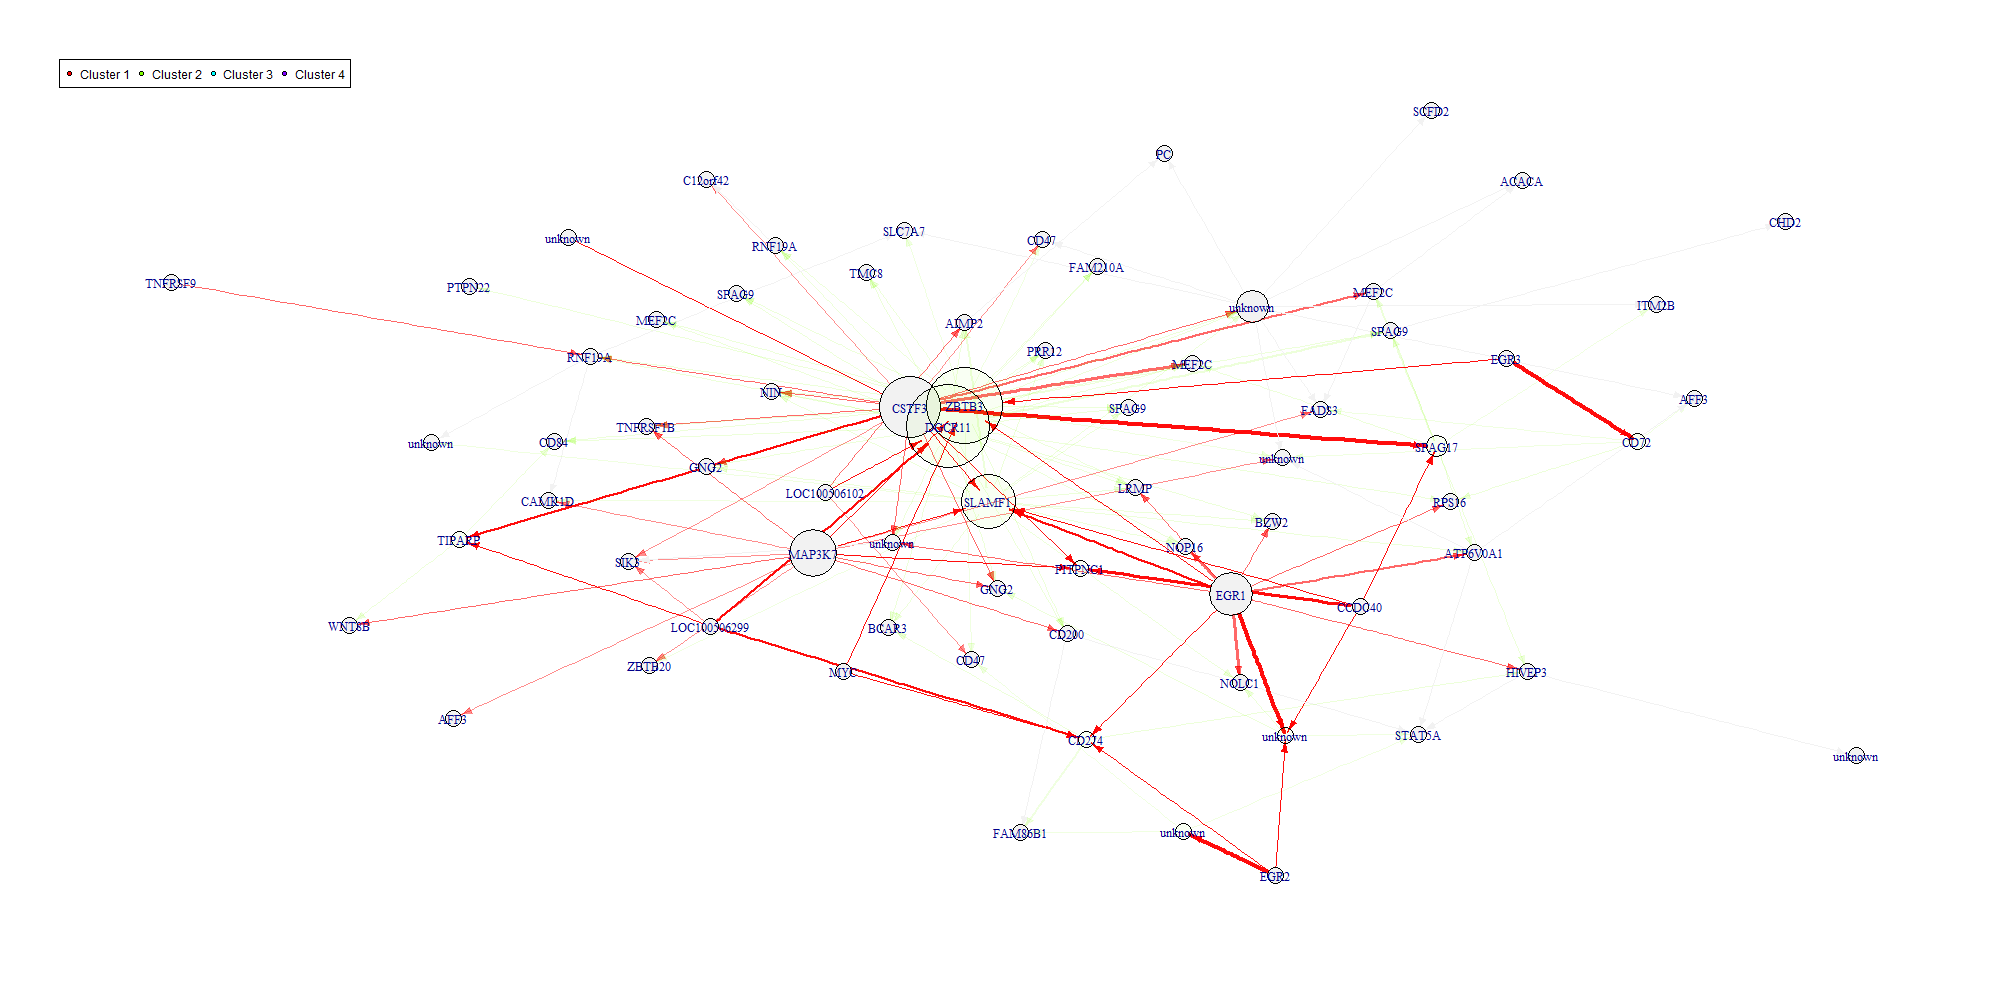 Cluster 1 Cluster 2 Cluster 3 Cluster 4
SCFD2
PC
C12orf42
ACACA
CHD2
SLC7A7
unknown
CD47
RNF19A
FAM210A
TMC8
TNFRSF9
PTPN22
SPAG9
MEF2C
ITM2B
unknown
MEF2C
AIMP2
SPAG9
PRR12
RNF19A
EGR3
MEF2C
NIN
AFF3
CSTF3
ZBTB3
SPAG9
FADS3
TNFRSF1B
DGCR11
unknown
CD84
CD72
SPAG17
GNG2
unknown
LOC100506102
LRMP
CAMK1D
SLAMF1
RPS16
BZW2
TIPARP
unknown
NOP16
MAP3K7
ATP6V0A1
SIK3
PITPNC1
GNG2
EGR1
CCDC40
WNT8B
LOC100506299
BCAR3
CD200
CD47
ZBTB20
MYC
HIVEP3
NOLC1
AFF3
CD274
unknown
STAT5A
unknown
FAM86B1
unknown
EGR2